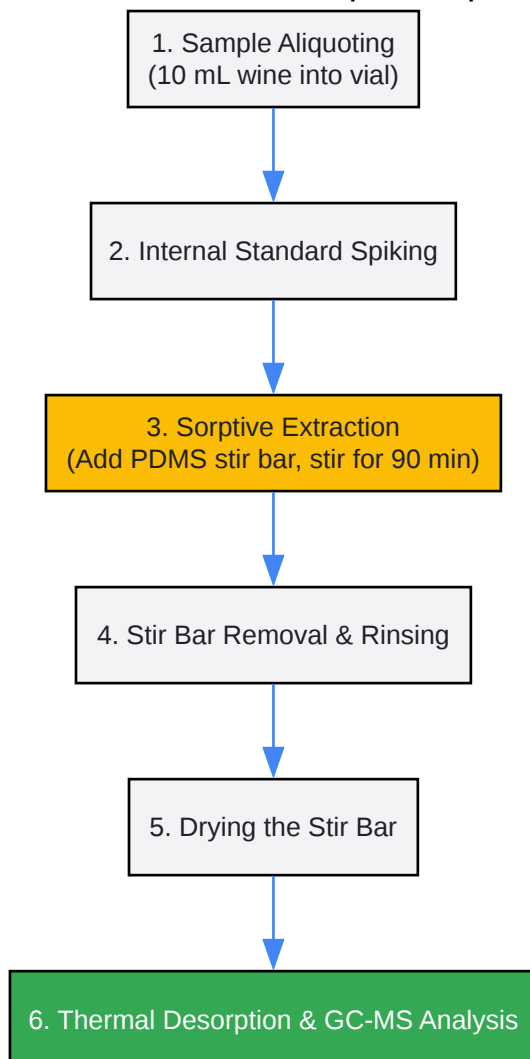 1. Sample Aliquoting
(10 mL wine into vial)
2. Internal Standard Spiking
3. Sorptive Extraction
(Add PDMS stir bar, stir for 90 min)
4. Stir Bar Removal & Rinsing
5. Drying the Stir Bar
6. Thermal Desorption & GC-MS Analysis